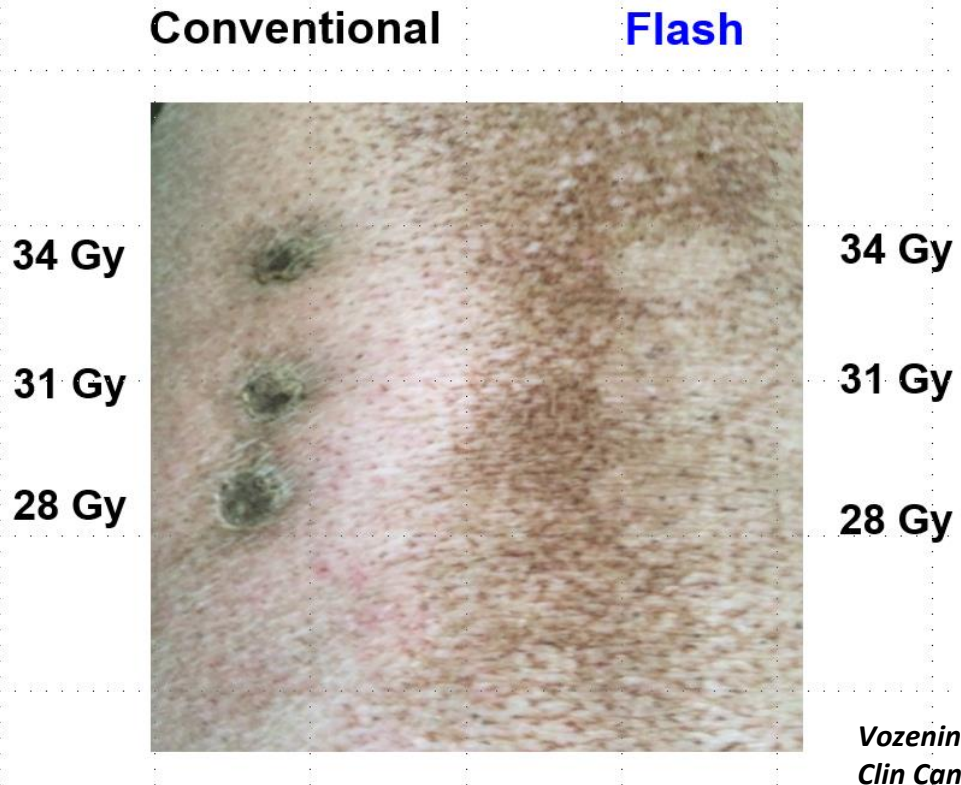 Conventional Flash
34 Gy 34 Gy
31 Gy 31 Gy
28 Gy 28 Gy
Vozenin
Clin Can